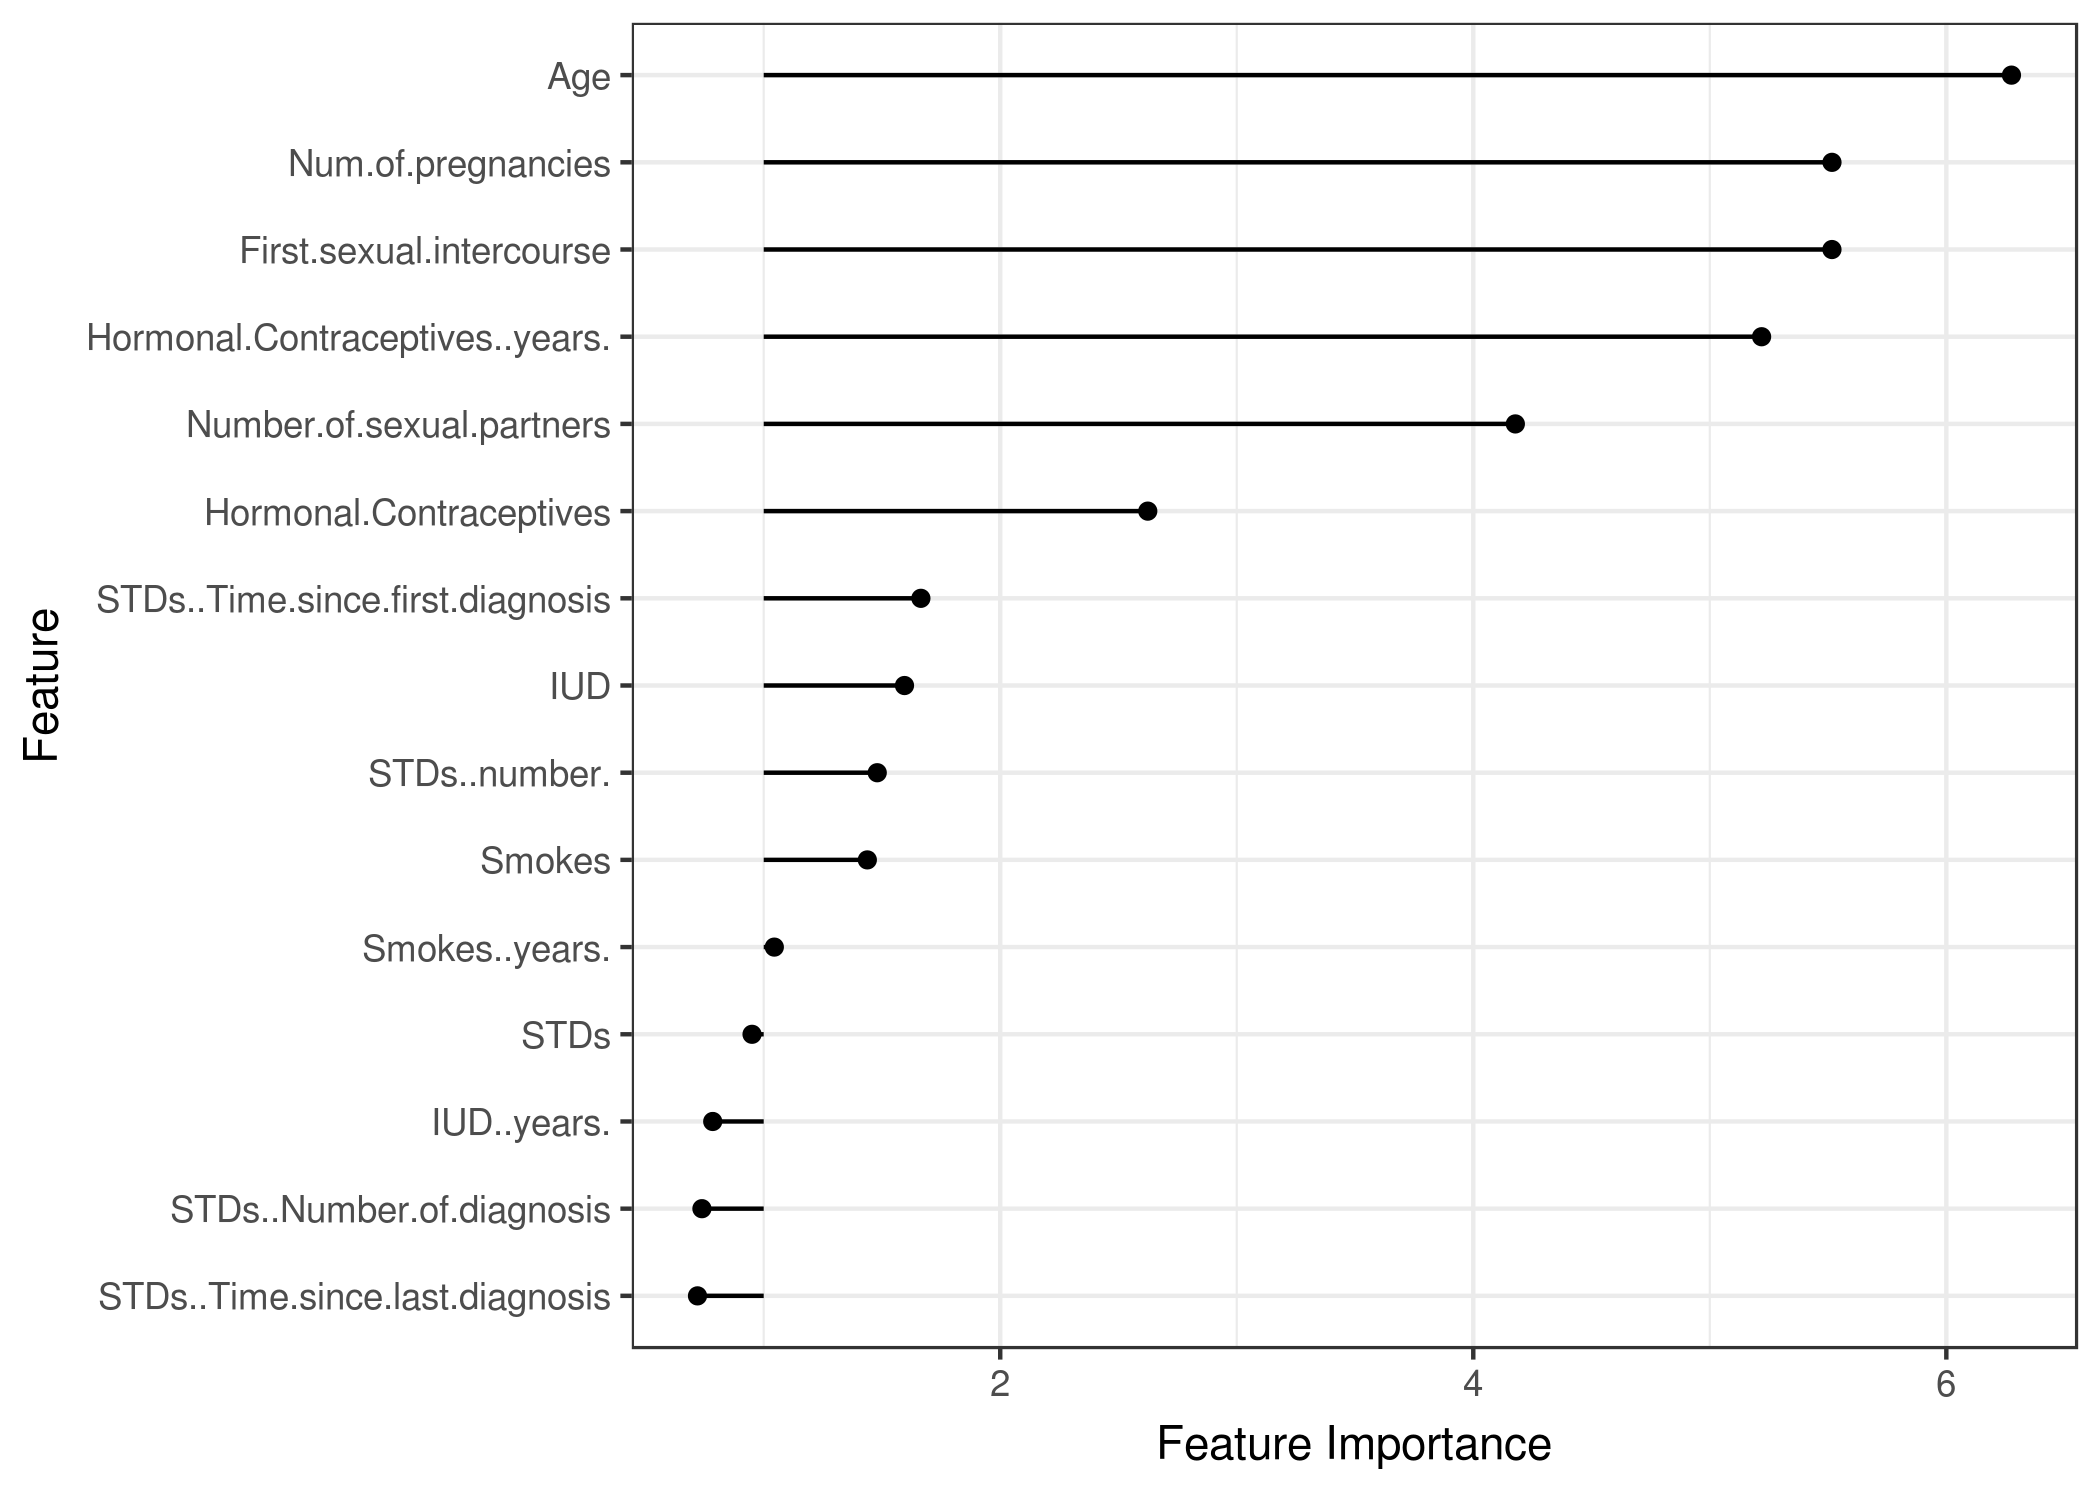 Age
Num.of.pregnancies
First.sexual.intercourse
Hormonal.Contraceptives..years.
Number.of.sexual.partners
Hormonal.Contraceptives
STDs..Time.since.first.diagnosis
IUD
STDs..number.
Smokes
Smokes..years.
STDs
IUD..years.
STDs..Number.of.diagnosis
STDs..Time.since.last.diagnosis
Feature
2 4 6
Feature Importance